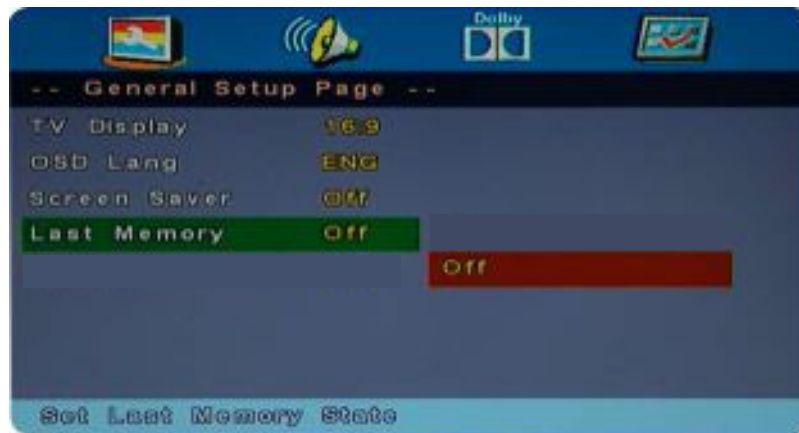 Dolby
-- General Setup Page --
TV Display 16:9
OSD Lang ENG
Screen Saver Off
Last Memory Off
Off
Set Last Memory State